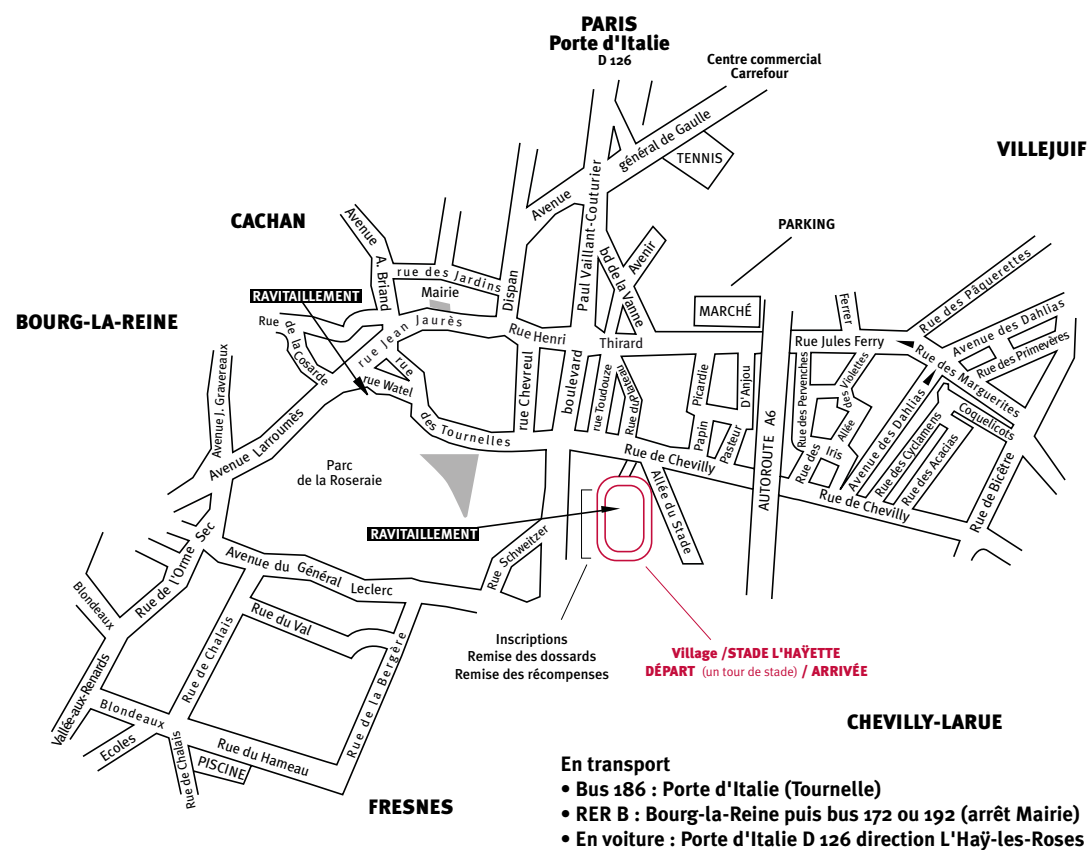 PARIS
Porte d'Italie
D 126
Centre commercial
Carrefour
général de Gaulle
Avenue
TENNIS
VILLEJUIF
CACHAN
Avenue
A. Briand
rue des Jardins
Mairie
Dispan
Paul Vaillant-Couturier
bd de la Vanne
Avenir
PARKING
MARCHÉ
RAVITAILLEMENT
BOURG-LA-REINE
Rue
de la Cosarde
rue Jean Jaurès
Rue Henri
Thirard
Ferrer
Rue Jules Ferry
Rue des Pâquerettes
Avenue des Dahlias
Rue des Primevères
Rue des Marguerites
Coquelicots
rue
rue Watel
des Tournelles
rue Chevreul
boulevard
rue Toudouze
Rue du Plateau
Picardie
Papin
D'Anjou
Pasteur
AUTOROUTE A6
Rue des Pervenches
Allée des Violettes
Rue des Iris
Avenue des Dahlias
Rue des Cyclamens
Rue des Acacias
Rue de Bicêtre
Avenue J. Gravereaux
Avenue Larroumès
Parc
de la Roseraie
Rue de Chevilly
Rue de Chevilly
Allée du Stade
RAVITAILLEMENT
Rue Schweitzer
Rue de l'Orme Sec
Avenue du Général
Leclerc
Blondeaux
Rue du Val
Rue de Chalais
Rue de la Bergère
Vallée-aux-Renards
Blondeaux
Ecoles
Rue de Chalais
PISCINE
Rue du Hameau
Inscriptions
Remise des dossards
Remise des récompenses
Village /STADE L'HAŸETTE
DÉPART (un tour de stade) / ARRIVÉE
CHEVILLY-LARUE
FRESNES
En transport
• Bus 186 : Porte d'Italie (Tournelle)
• RER B : Bourg-la-Reine puis bus 172 ou 192 (arrêt Mairie)
• En voiture : Porte d'Italie D 126 direction L'Haÿ-les-Roses